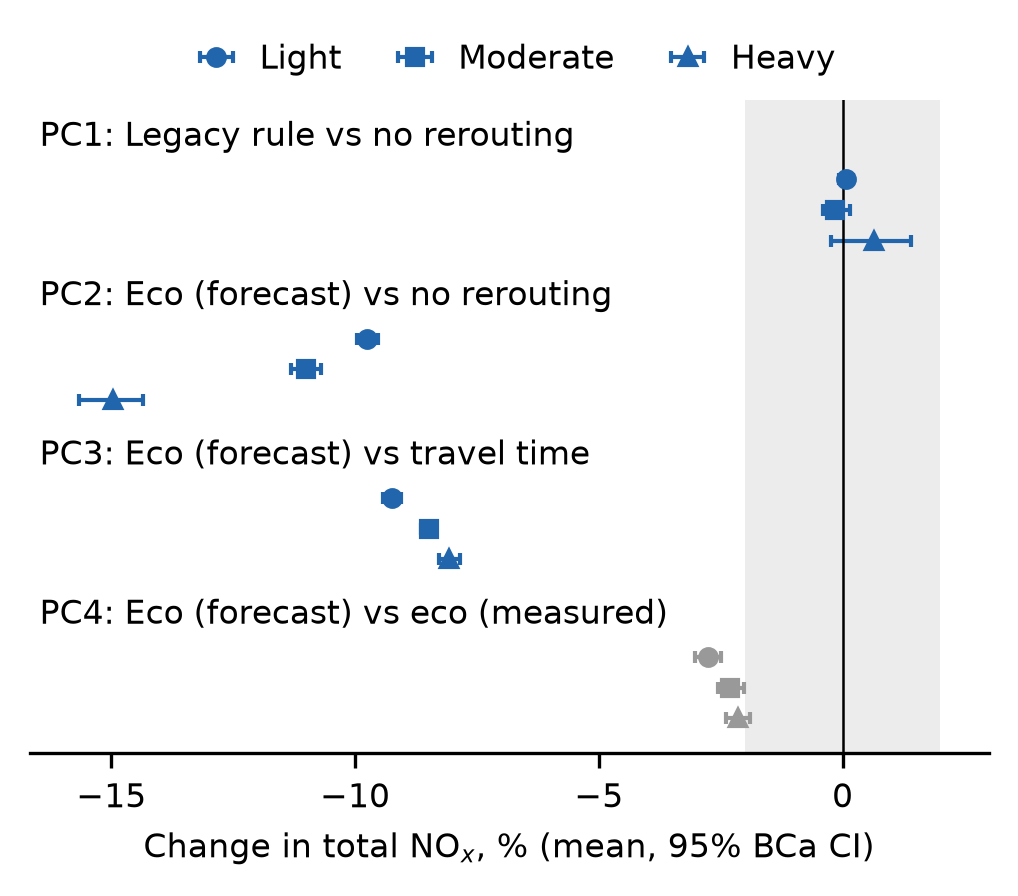 Light Moderate Heavy
PC1: Legacy rule vs no rerouting
PC2: Eco (forecast) vs no rerouting
PC3: Eco (forecast) vs travel time
PC4: Eco (forecast) vs eco (measured)
−15 −10 −5 0
Change in total NOₓ, % (mean, 95% BCa CI)